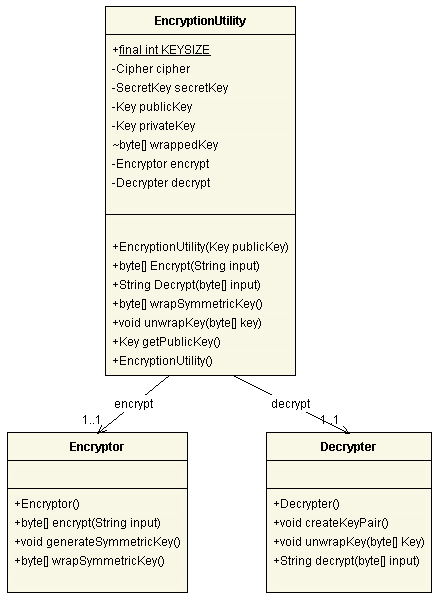 EncryptionUtility
+final int KEYSIZE
-Cipher cipher
-SecretKey secretKey
-Key publicKey
-Key privateKey
~byte[] wrappedKey
-Encryptor encrypt
-Decrypter decrypt
+EncryptionUtility(Key publicKey)
+byte[] Encrypt(String input)
+String Decrypt(byte[] input)
+byte[] wrapSymmetricKey()
+void unwrapKey(byte[] key)
+Key getPublicKey()
+EncryptionUtility()
encrypt
decrypt
1..1
1..1
Encryptor
+Encryptor()
+byte[] encrypt(String input)
+void generateSymmetricKey()
+byte[] wrapSymmetricKey()
Decrypter
+Decrypter()
+void createKeyPair()
+void unwrapKey(byte[] Key)
+String decrypt(byte[] input)